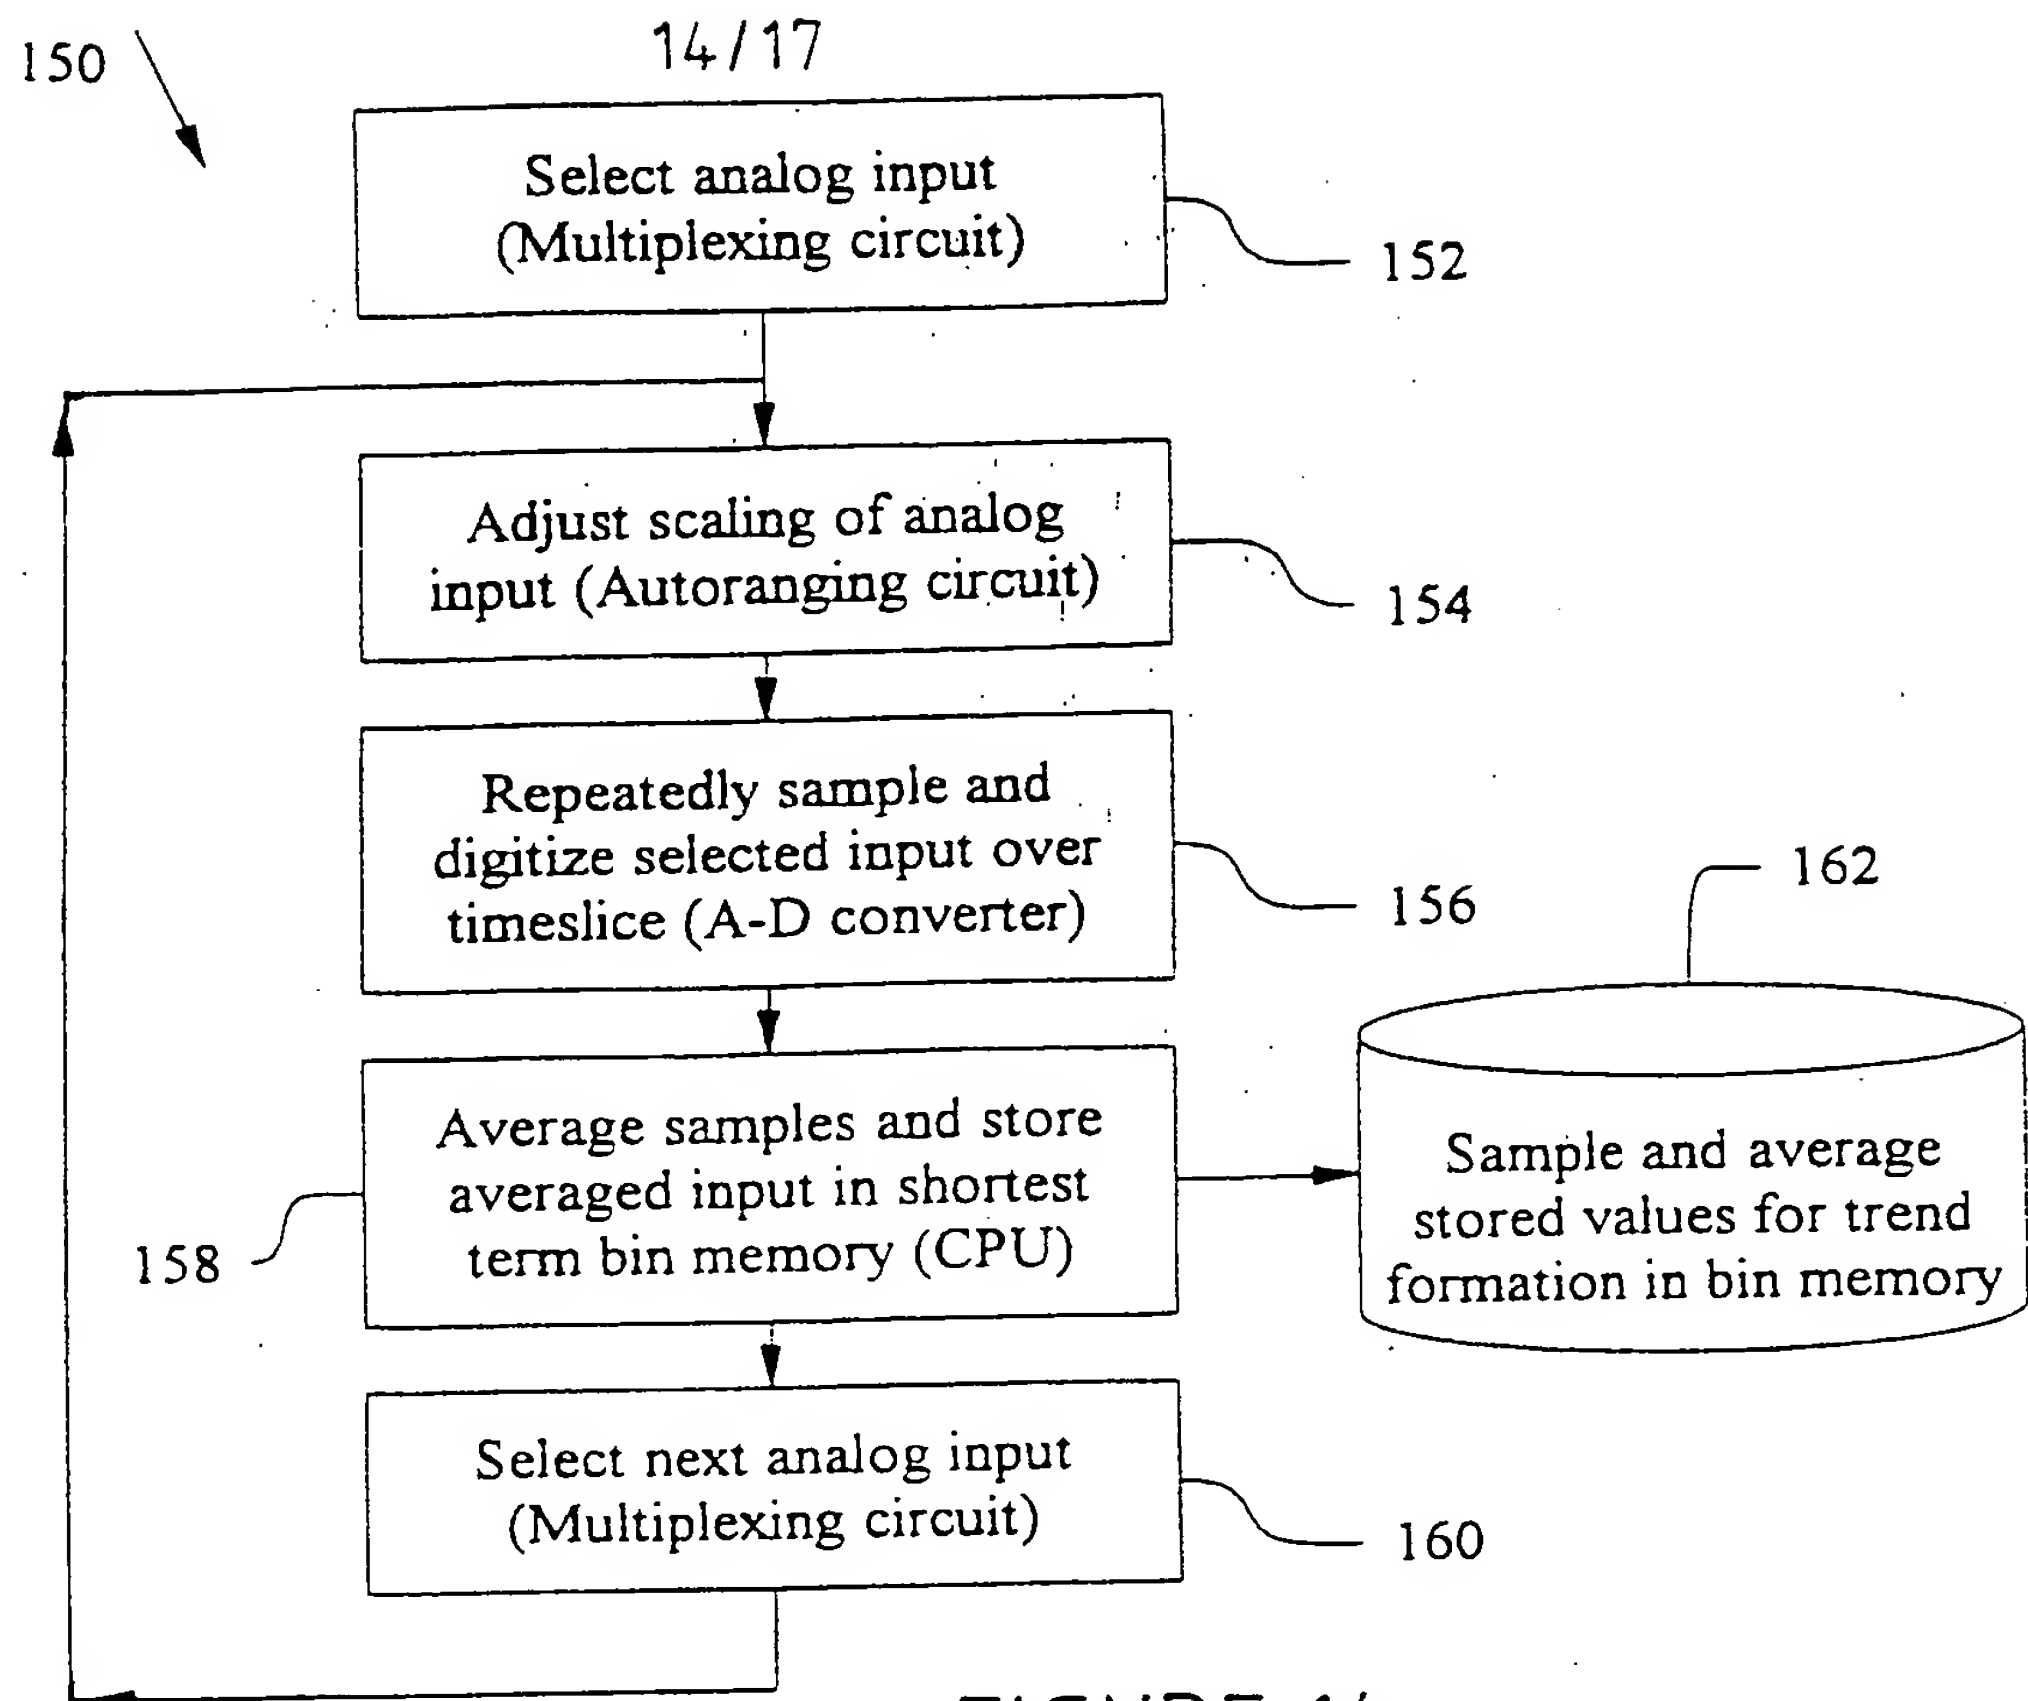 14/17
150
Select analog input
(Multiplexing circuit)
152
Adjust scaling of analog
input (Autoranging circuit)
154
Repeatedly sample and
digitize selected input over
timeslice (A-D converter)
156
162
Average samples and store
averaged input in shortest
term bin memory (CPU)
158
Sample and average
stored values for trend
formation in bin memory
Select next analog input
(Multiplexing circuit)
160